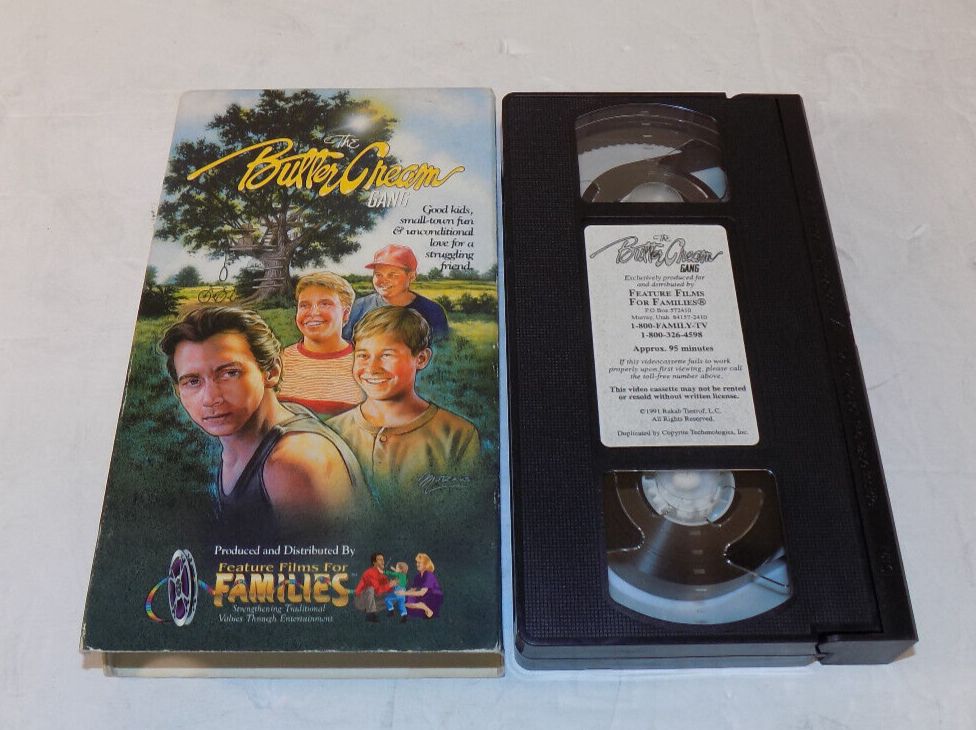 The
Butter Cream
GANG
Good kids,
small-town fun
& unconditional
love for a
struggling
friend.
Produced and Distributed By
Feature Films For
FAMILIES™
Strengthening Traditional
Values Through Entertainment
The
Butter Cream
GANG
Exclusively produced for
and distributed by
FEATURE FILMS
FOR FAMILIES®
P.O. Box 572410
Murray, Utah 84157-2410
1-800-FAMILY-TV
1-800-326-4598
Approx. 95 minutes
If this videocassette fails to work
properly upon first viewing, please call
the toll-free number above.
This video cassette may not be rented
or resold without written license.
©1991 Bakab Tsetrof, L.C.
All Rights Reserved.
Duplicated by Copyrite Techenologies, Inc.